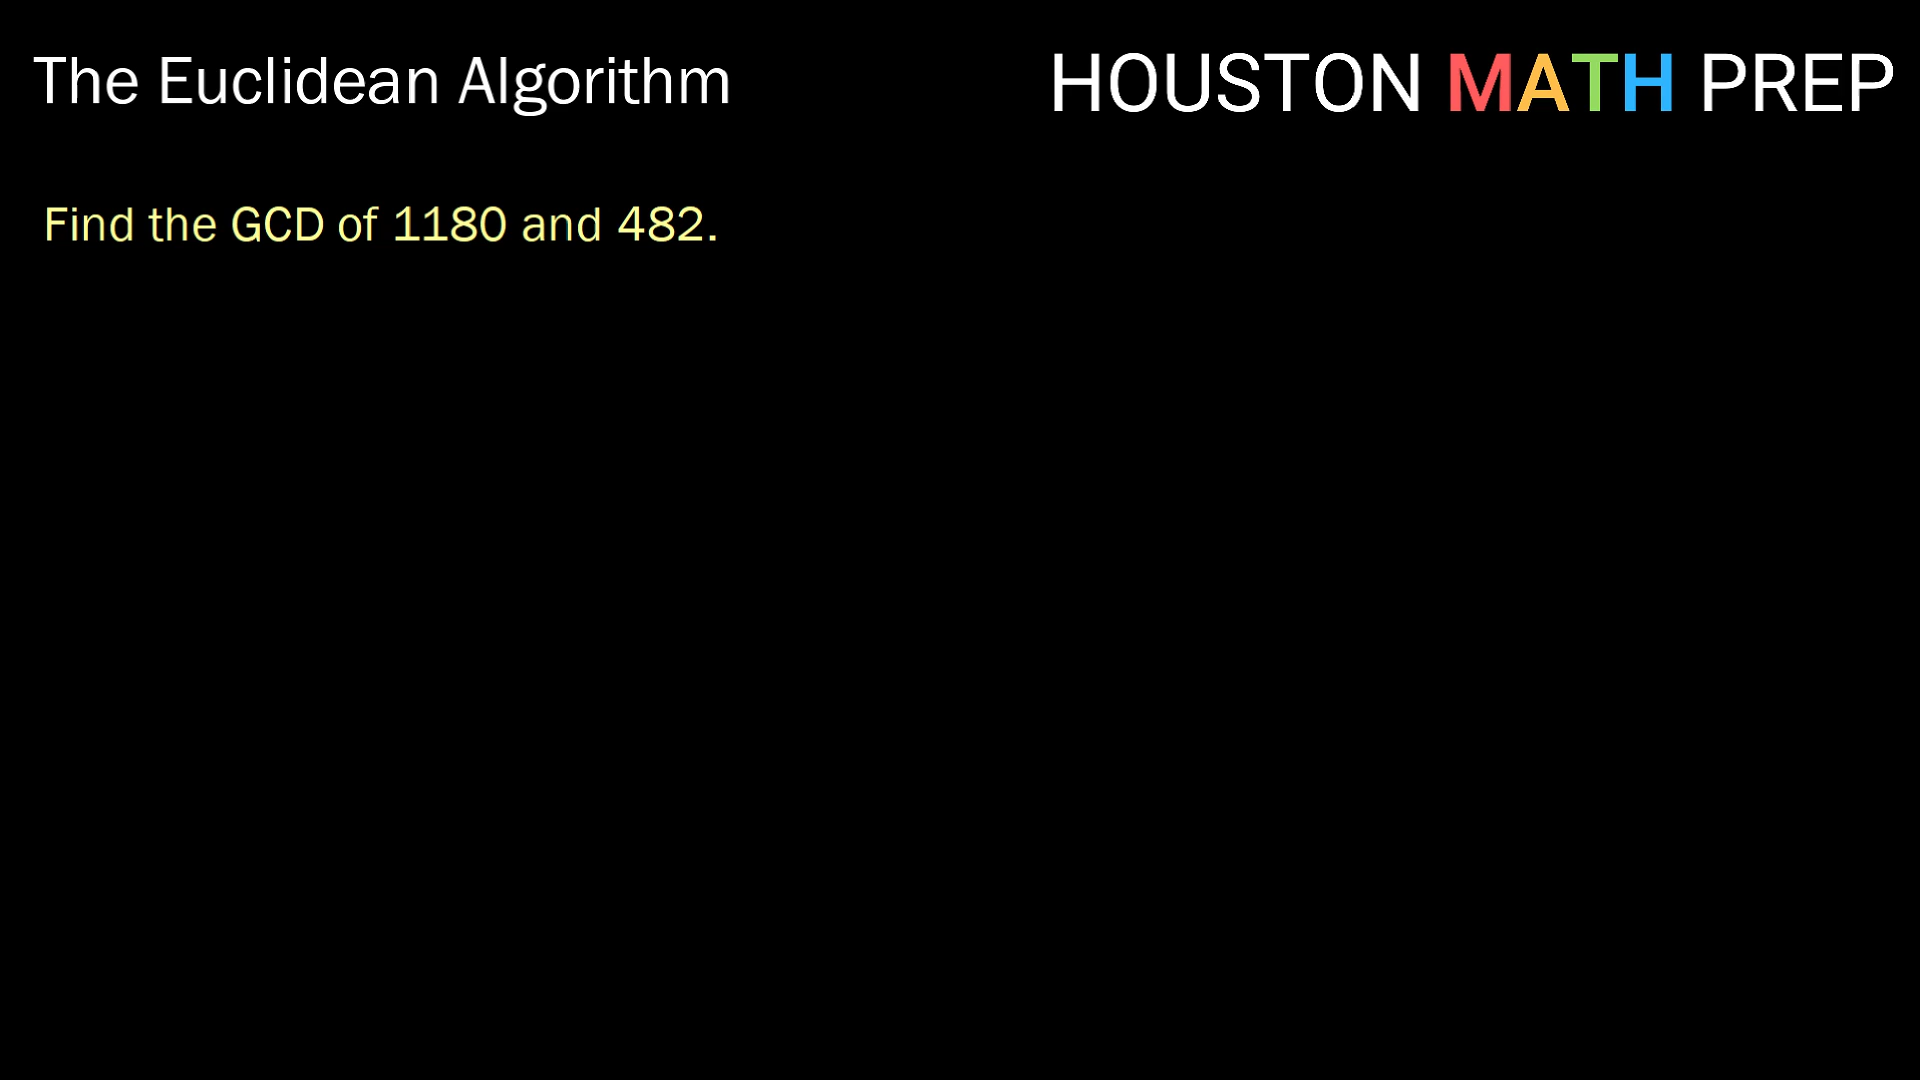 The Euclidean Algorithm
HOUSTON MATH PREP
Find the GCD of 1180 and 482.